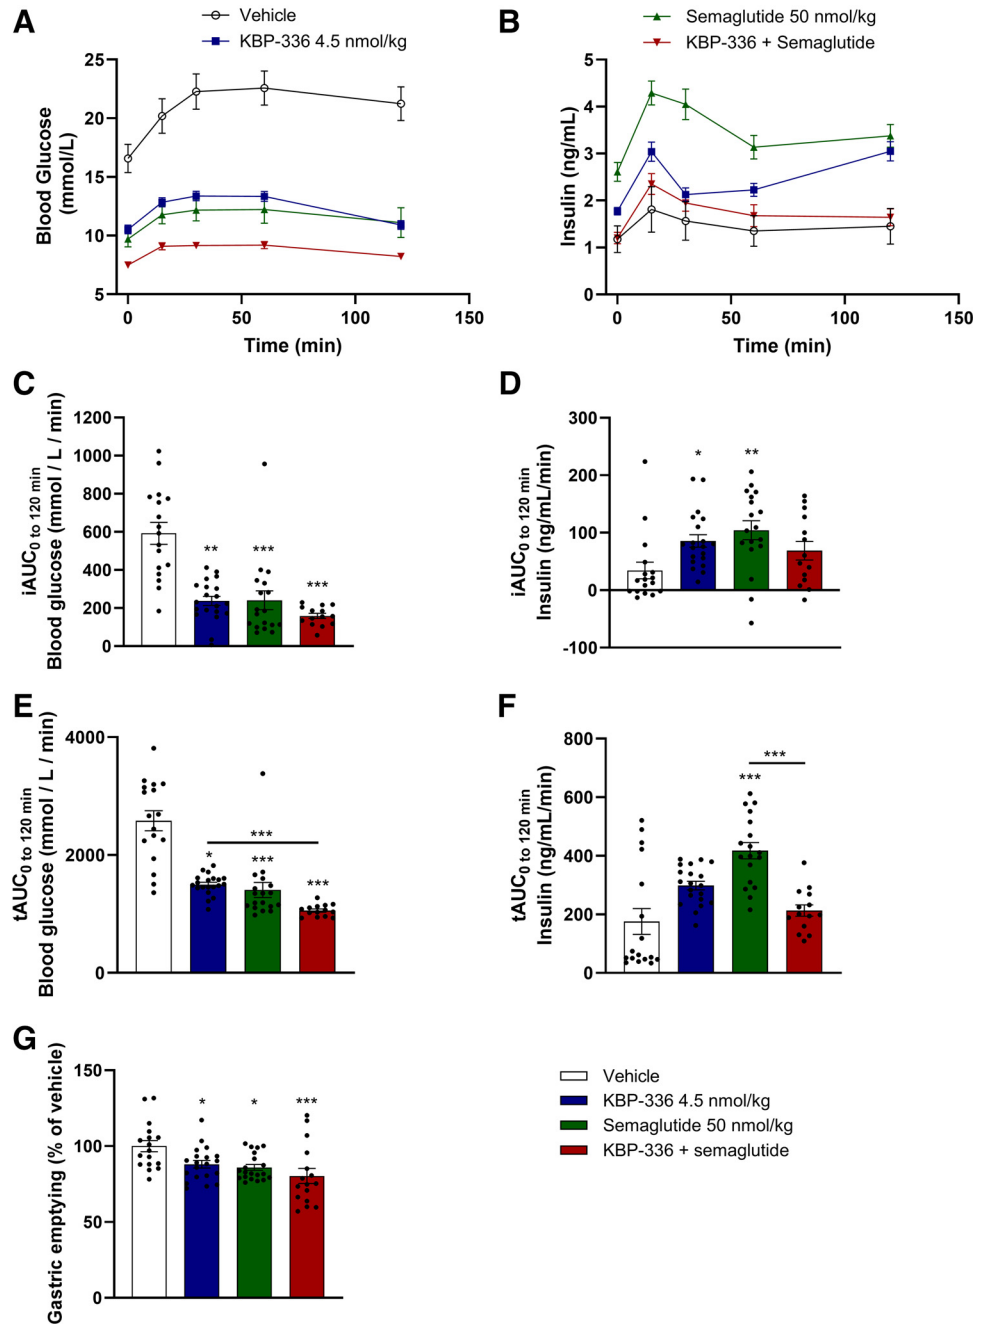 A
Vehicle
KBP-336 4.5 nmol/kg
Blood Glucose
(mmol/L)
25
20
15
10
5
0
50
100
150
Time (min)
B
Semaglutide 50 nmol/kg
KBP-336 + Semaglutide
Insulin (ng/mL)
5
4
3
2
1
0
0
50
100
150
Time (min)
C
iAUC0 to 120 min
Blood glucose (mmol / L / min)
1200
1000
800
600
400
200
0
**
***
***
D
iAUC0 to 120 min
Insulin (ng/mL/min)
300
200
100
0
-100
*
**
E
tAUC0 to 120 min
Blood glucose (mmol / L / min)
4000
2000
0
***
*
***
***
F
tAUC0 to 120 min
Insulin (ng/mL/min)
800
600
400
200
0
***
***
G
Gastric emptying (% of vehicle)
150
100
50
0
*
*
***
Vehicle
KBP-336 4.5 nmol/kg
Semaglutide 50 nmol/kg
KBP-336 + semaglutide